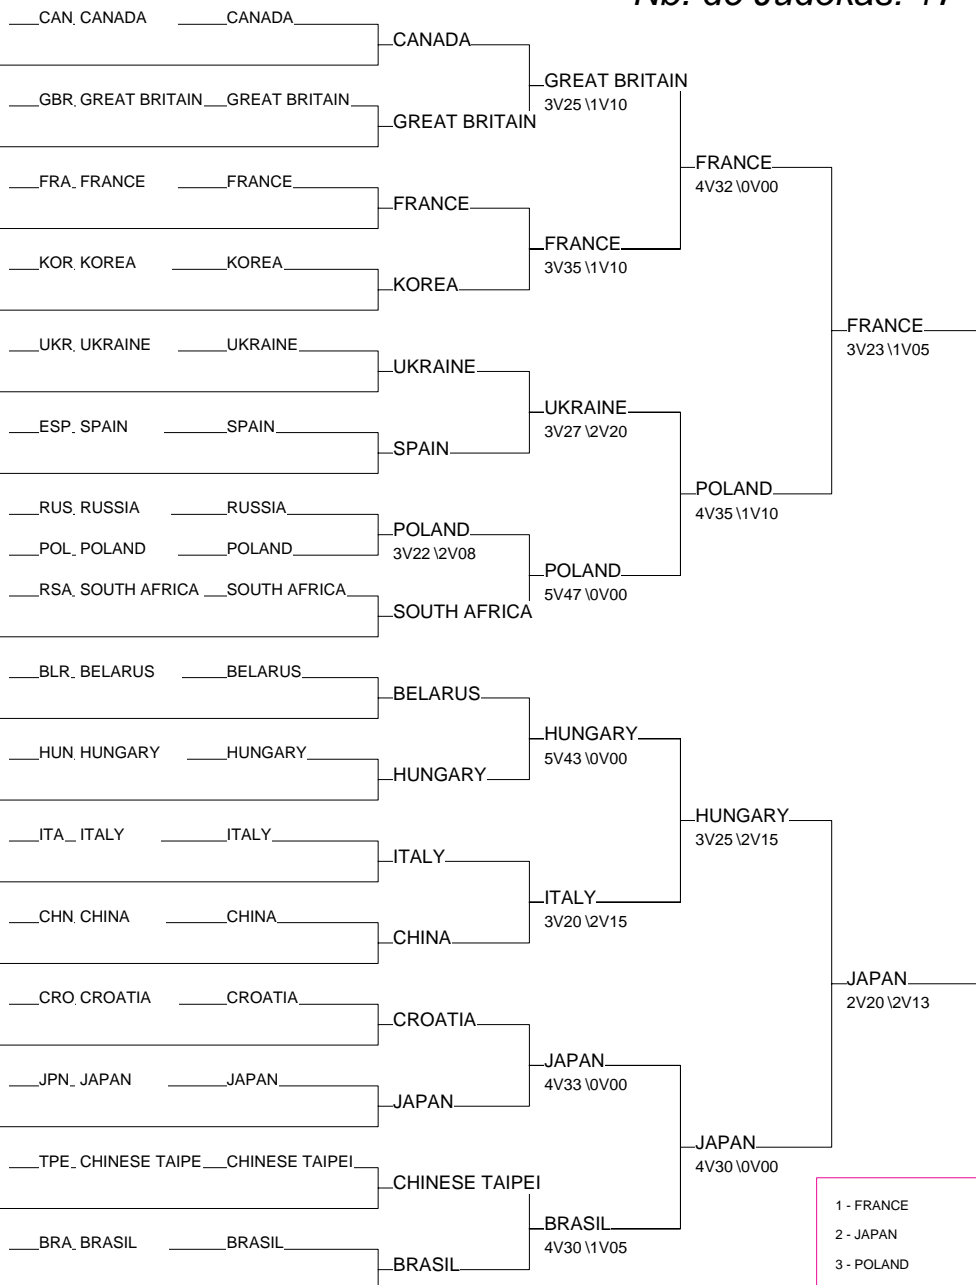 Nb. de Judokas: 17
CAN CANADA CANADA
CANADA
GREAT BRITAIN
3V25 \1V10
GBR GREAT BRITAIN GREAT BRITAIN
GREAT BRITAIN
FRANCE
4V32 \0V00
FRA FRANCE FRANCE
FRANCE
FRANCE
3V35 \1V10
KOR KOREA KOREA
KOREA
FRANCE
3V23 \1V05
UKR UKRAINE UKRAINE
UKRAINE
UKRAINE
3V27 \2V20
ESP SPAIN SPAIN
SPAIN
POLAND
4V35 \1V10
RUS RUSSIA RUSSIA
POLAND
3V22 \2V08
POL POLAND POLAND
POLAND
5V47 \0V00
RSA SOUTH AFRICA SOUTH AFRICA
SOUTH AFRICA
BLR BELARUS BELARUS
BELARUS
HUNGARY
5V43 \0V00
HUN HUNGARY HUNGARY
HUNGARY
HUNGARY
3V25 \2V15
ITA ITALY ITALY
ITALY
ITALY
3V20 \2V15
CHN CHINA CHINA
CHINA
JAPAN
2V20 \2V13
CRO CROATIA CROATIA
CROATIA
JAPAN
4V33 \0V00
JPN JAPAN JAPAN
JAPAN
JAPAN
4V30 \0V00
TPE CHINESE TAIPE CHINESE TAIPEI
CHINESE TAIPEI
BRASIL
4V30 \1V05
BRA BRASIL BRASIL
BRASIL
1 - FRANCE
2 - JAPAN
3 - POLAND